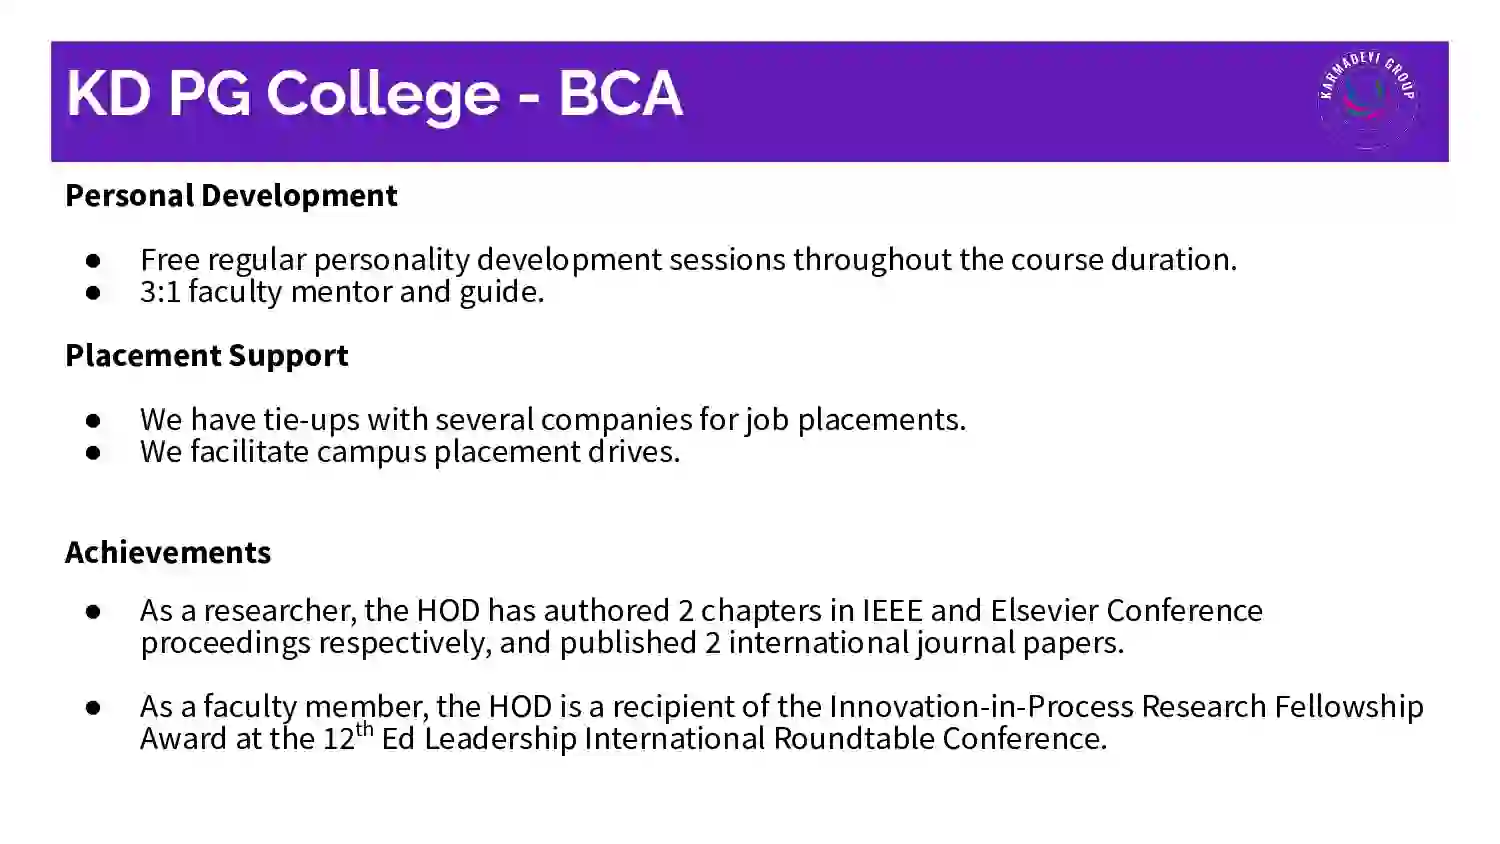 KD PG College - BCA
KARMADEVI GROUP
Personal Development
● Free regular personality development sessions throughout the course duration.
● 3:1 faculty mentor and guide.
Placement Support
● We have tie-ups with several companies for job placements.
● We facilitate campus placement drives.
Achievements
● As a researcher, the HOD has authored 2 chapters in IEEE and Elsevier Conference
proceedings respectively, and published 2 international journal papers.
● As a faculty member, the HOD is a recipient of the Innovation-in-Process Research Fellowship
Award at the 12th Ed Leadership International Roundtable Conference.